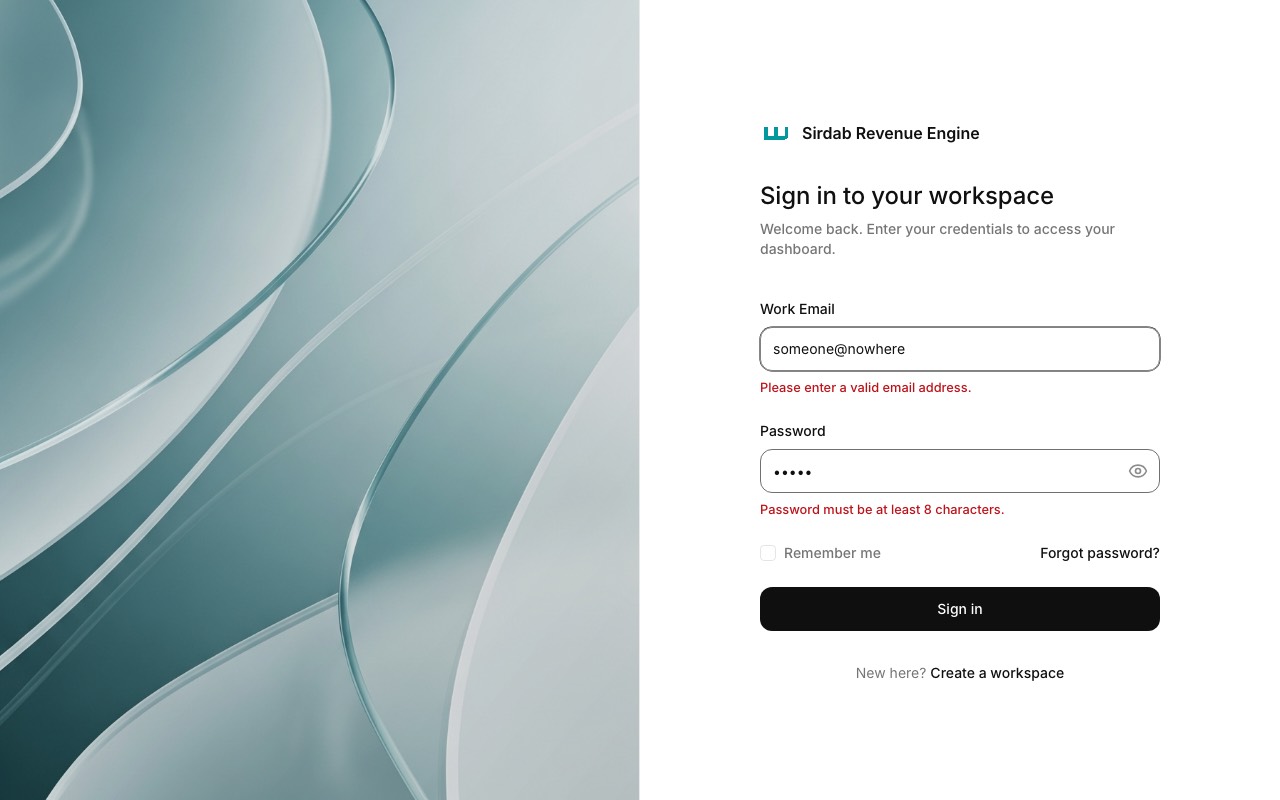 Sirdab Revenue Engine
Sign in to your workspace
Welcome back. Enter your credentials to access your
dashboard.
Work Email
someone@nowhere
Please enter a valid email address.
Password
•••••
Password must be at least 8 characters.
Remember me
Forgot password?
Sign in
New here? Create a workspace